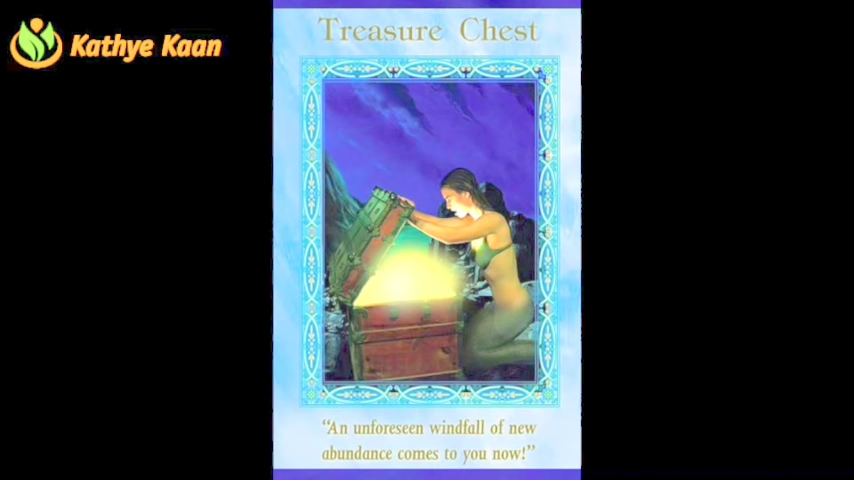 Kathye Kaan
Treasure Chest
“An unforeseen windfall of new
abundance comes to you now!”